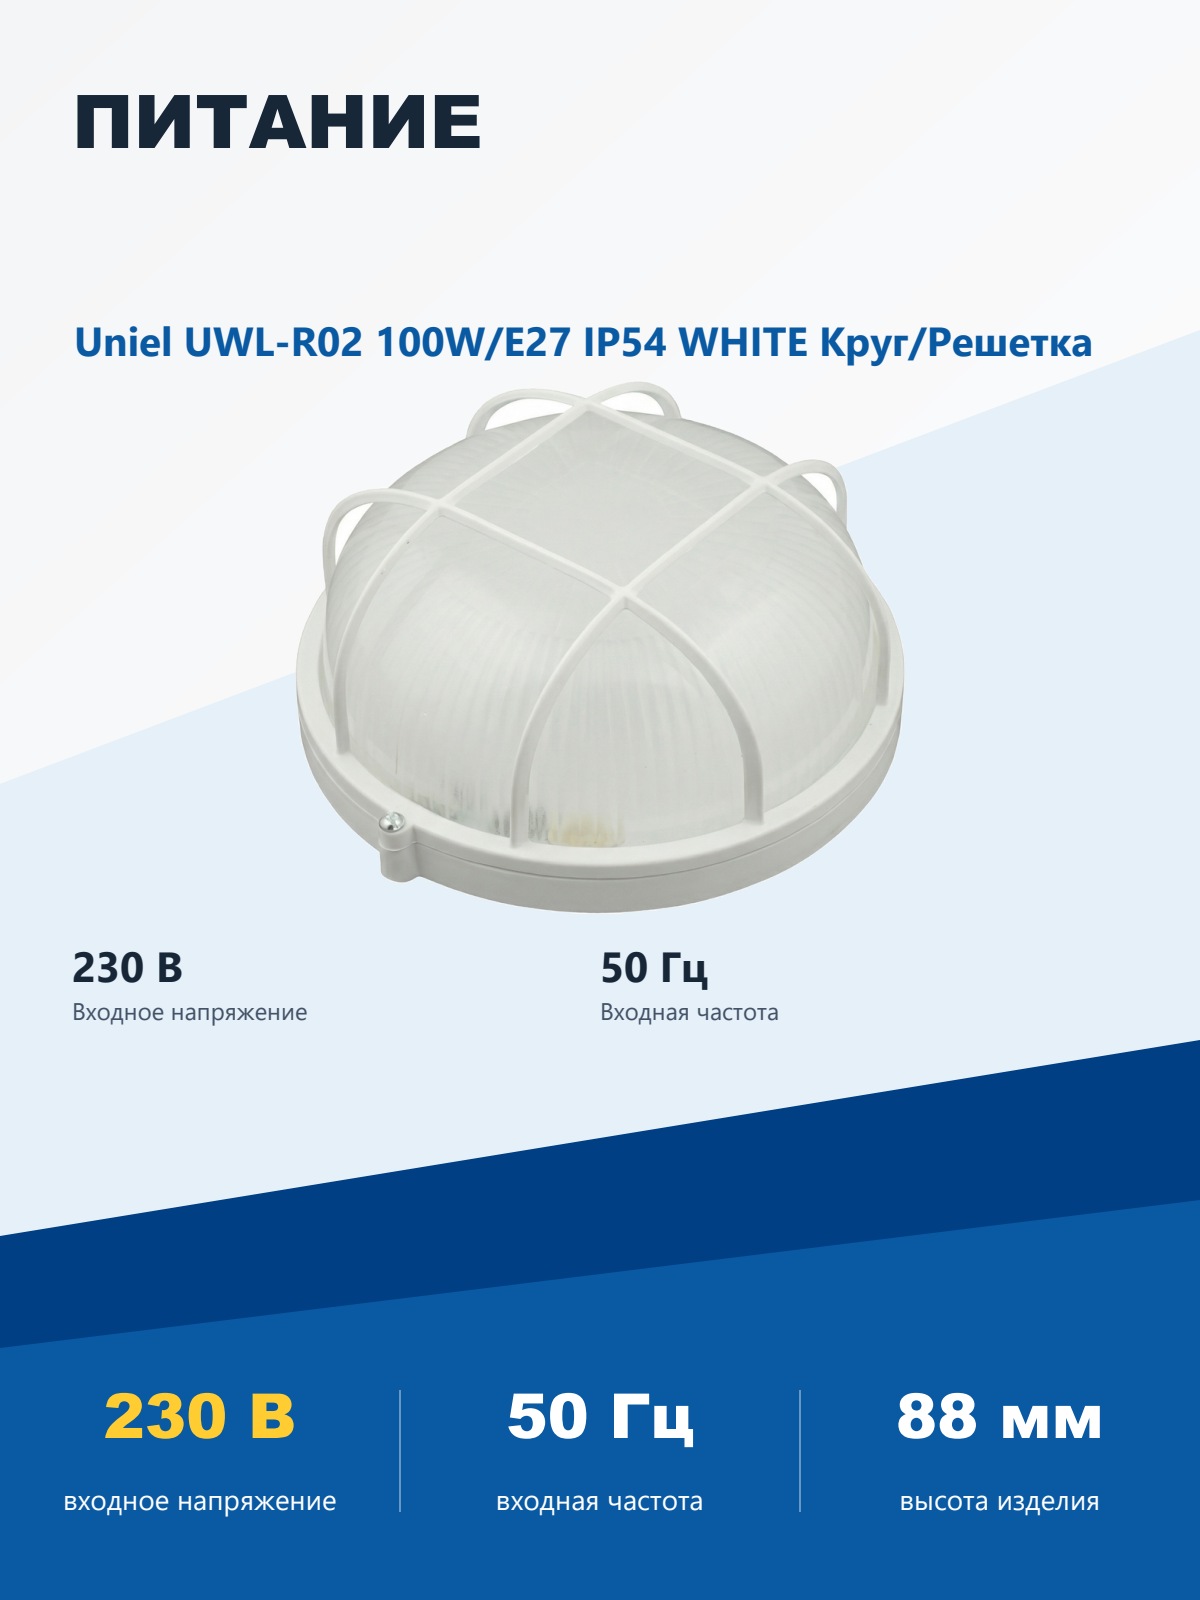 ПИТАНИЕ
Uniel UWL-R02 100W/E27 IP54 WHITE Круг/Решетка
230 В
Входное напряжение
50 Гц
Входная частота
230 В
входное напряжение
50 Гц
входная частота
88 мм
высота изделия